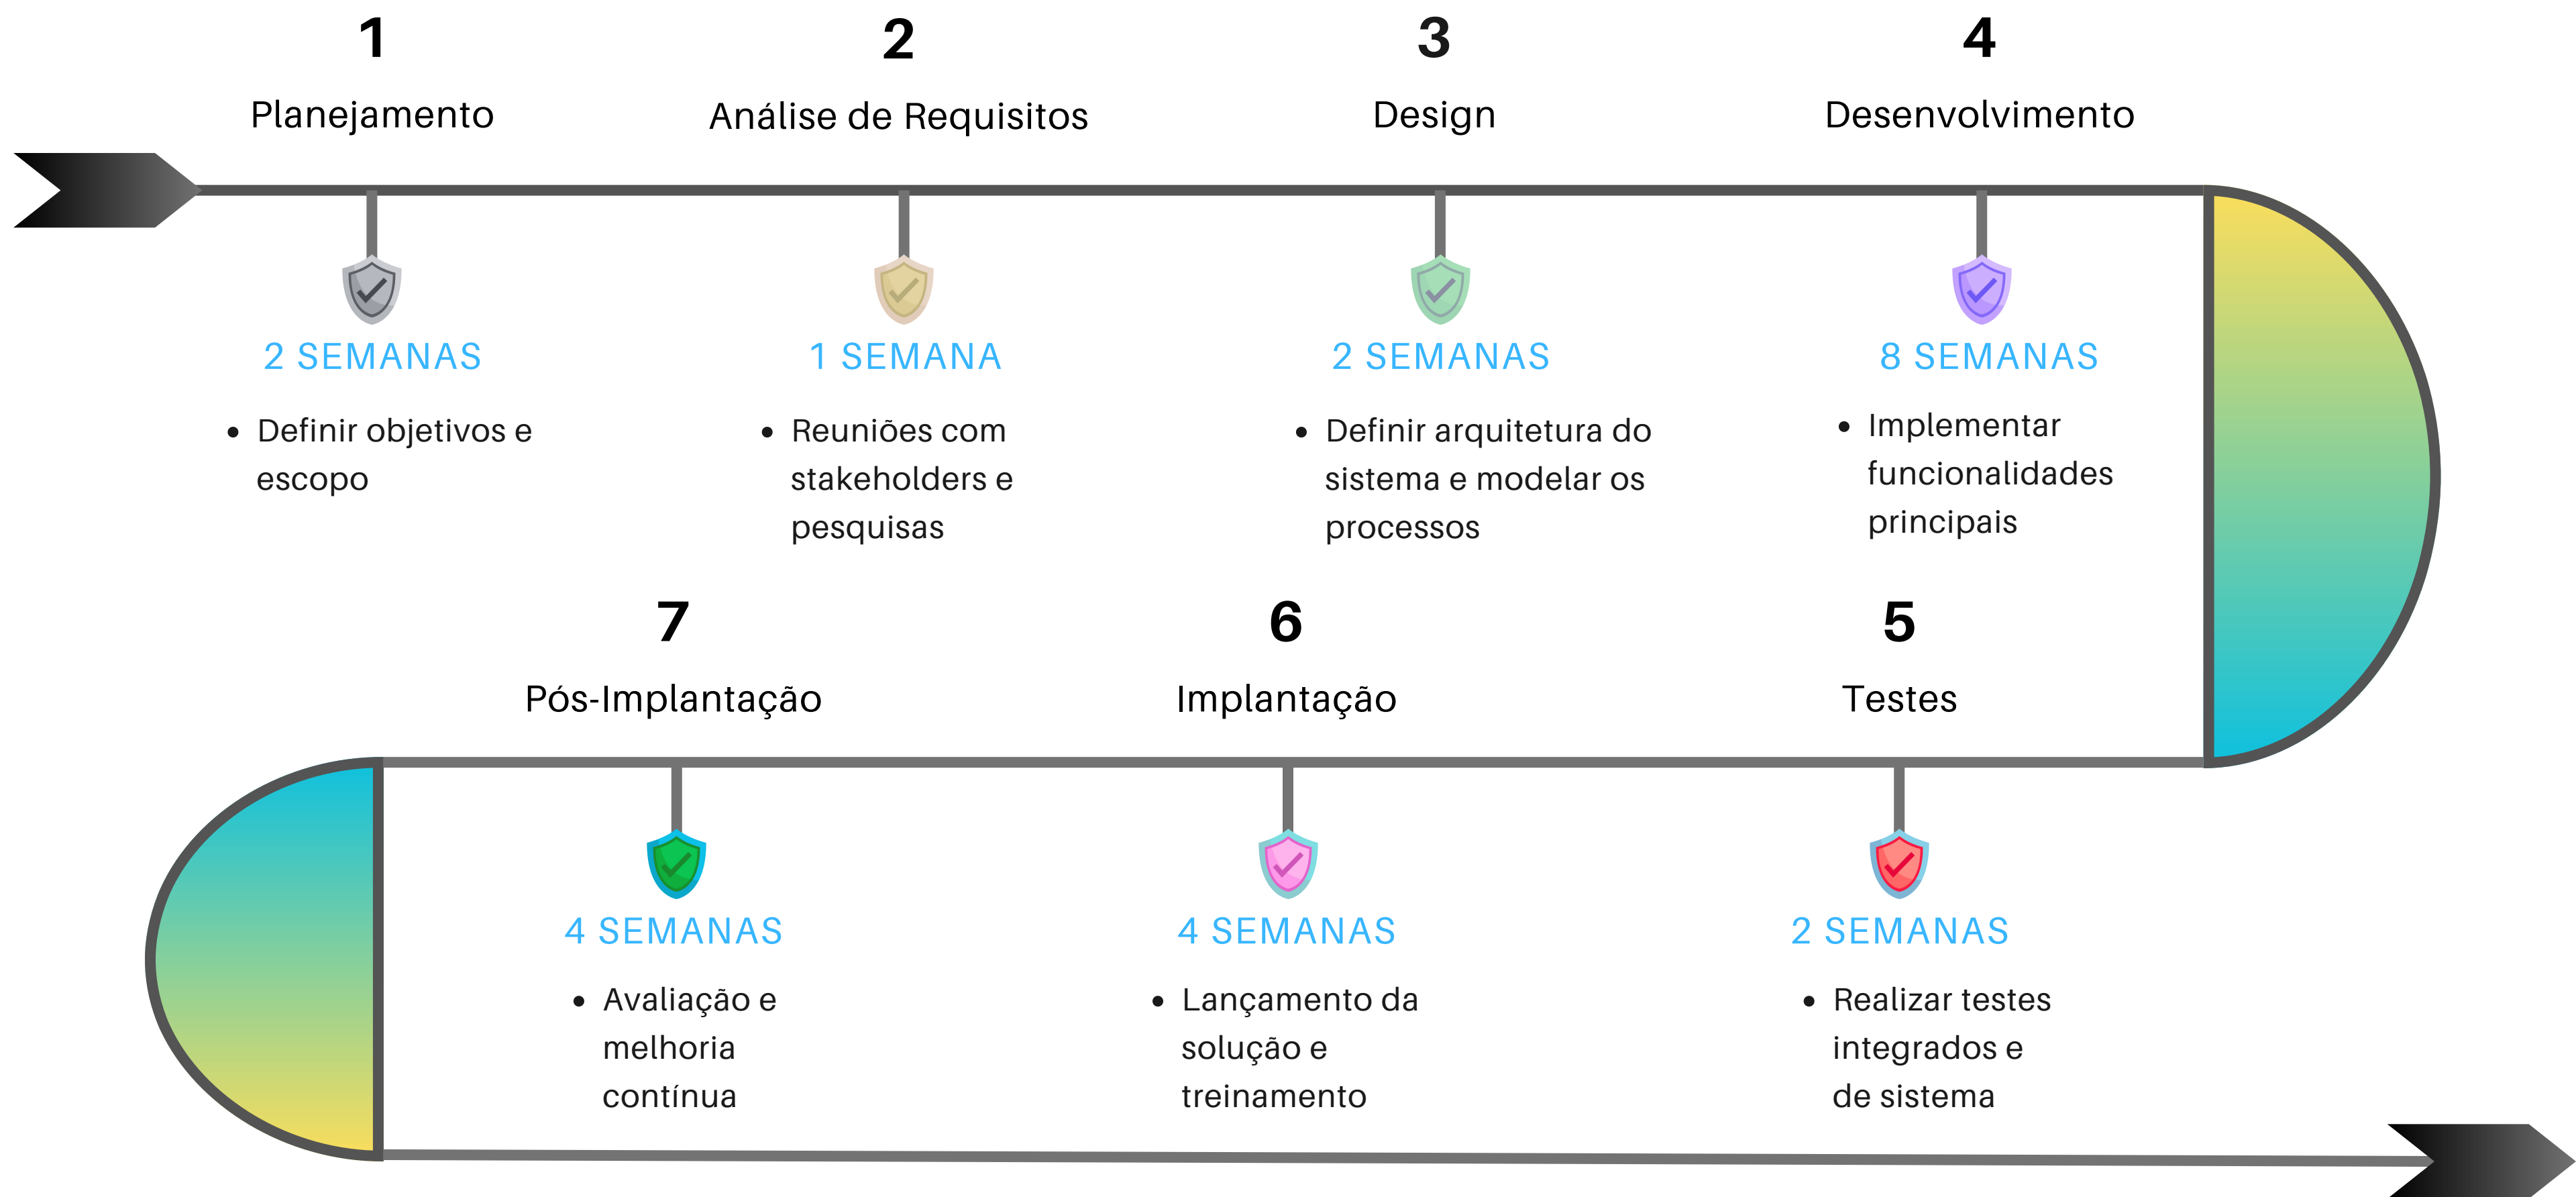 1
Planejamento
2 SEMANAS
• Definir objetivos e
escopo
2
Análise de Requisitos
1 SEMANA
• Reuniões com
stakeholders e
pesquisas
3
Design
2 SEMANAS
• Definir arquitetura do
sistema e modelar os
processos
4
Desenvolvimento
8 SEMANAS
• Implementar
funcionalidades
principais
5
Testes
2 SEMANAS
• Realizar testes
integrados e
de sistema
6
Implantação
4 SEMANAS
• Lançamento da
solução e
treinamento
7
Pós-Implantação
4 SEMANAS
• Avaliação e
melhoria
contínua